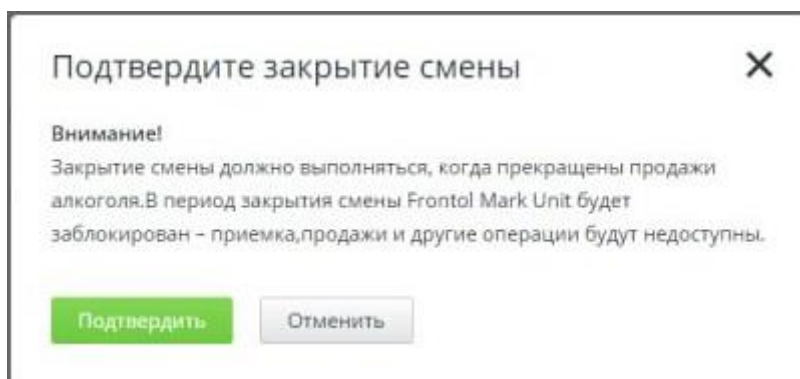 Подтвердите закрытие смены
Внимание!
Закрытие смены должно выполняться, когда прекращены продажи
алкоголя.В период закрытия смены Frontol Mark Unit будет
заблокирован – приемка,продажи и другие операции будут недоступны.
Подтвердить Отменить